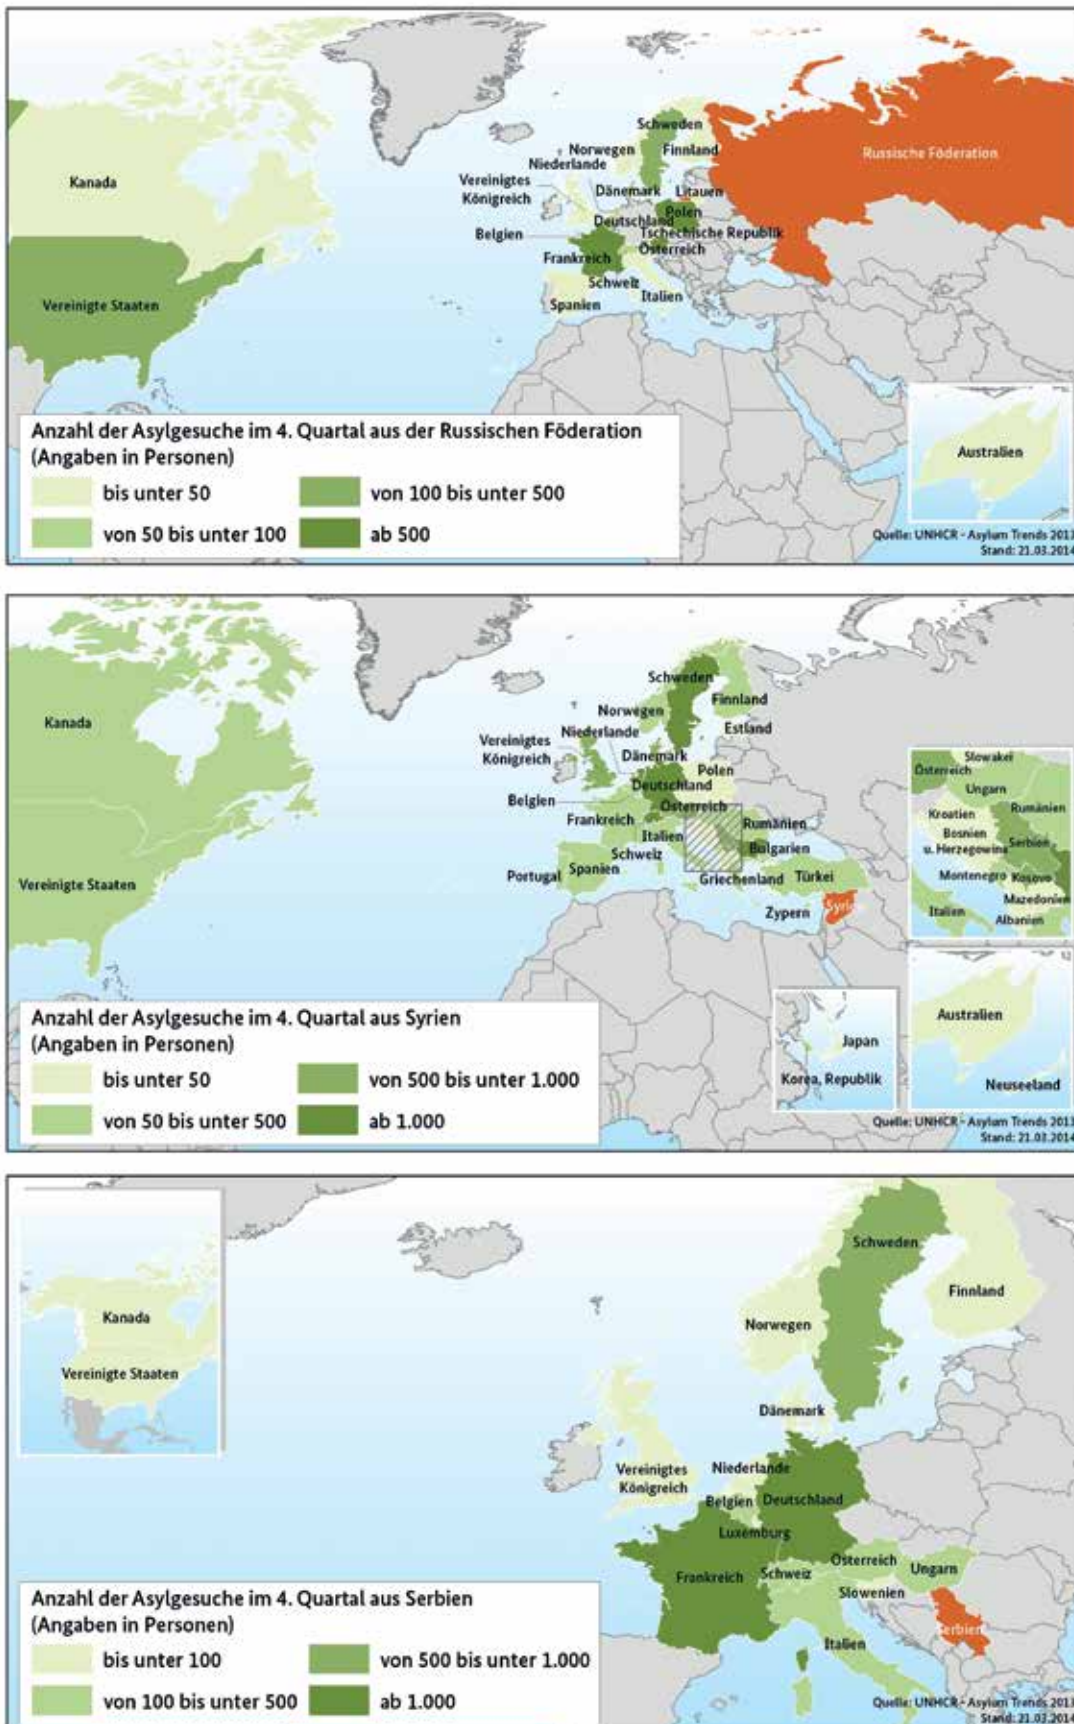 Schweden
Norwegen
Finnland
Russische Föderation
Niederlande
Kanada
Vereinigtes
Königreich
Dänemark
Litauen
Deutschland
Polen
Belgien
Tschechische Republik
Österreich
Frankreich
Schweiz
Italien
Vereinigte Staaten
Spanien
Anzahl der Asylgesuche im 4. Quartal aus der Russischen Föderation
(Angaben in Personen)
bis unter 50
von 100 bis unter 500
von 50 bis unter 100
ab 500
Australien
Quelle: UNHCR - Asylum Trends 2013
Stand: 21.03.2014
Schweden
Finnland
Norwegen
Kanada
Niederlande
Estland
Vereinigtes
Königreich
Dänemark
Polen
Deutschland
Belgien
Österreich
Frankreich
Rumänien
Italien
Bulgarien
Schweiz
Vereinigte Staaten
Portugal
Spanien
Griechenland
Türkei
Zypern
Syrien
Slowakei
Österreich
Ungarn
Rumänien
Kroatien
Bosnien
u. Herzegowina
Serbien
Montenegro
Kosovo
Mazedonien
Italien
Albanien
Anzahl der Asylgesuche im 4. Quartal aus Syrien
(Angaben in Personen)
bis unter 50
von 500 bis unter 1.000
von 50 bis unter 500
ab 1.000
Japan
Korea, Republik
Australien
Neuseeland
Quelle: UNHCR - Asylum Trends 2013
Stand: 21.03.2014
Kanada
Vereinigte Staaten
Schweden
Finnland
Norwegen
Dänemark
Vereinigtes
Königreich
Niederlande
Belgien
Deutschland
Luxemburg
Frankreich
Schweiz
Österreich
Ungarn
Slowenien
Serbien
Italien
Anzahl der Asylgesuche im 4. Quartal aus Serbien
(Angaben in Personen)
bis unter 100
von 500 bis unter 1.000
von 100 bis unter 500
ab 1.000
Quelle: UNHCR - Asylum Trends 2013
Stand: 21.03.2014